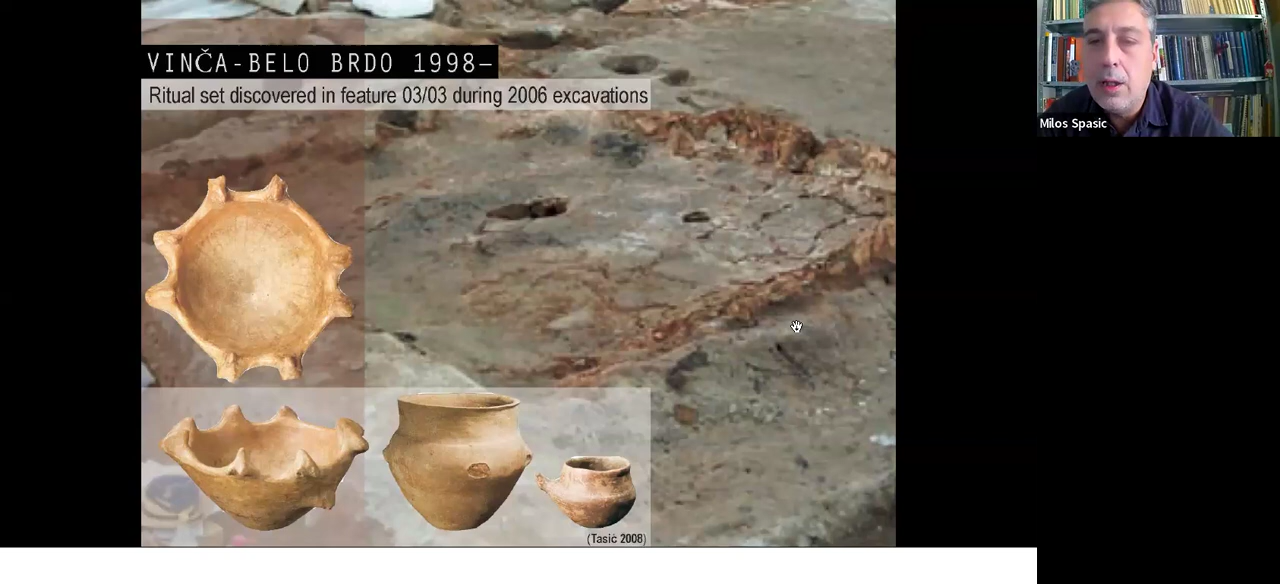 VINČA-BELO BRDO 1998–
Ritual set discovered in feature 03/03 during 2006 excavations
Milos Spasic
(Tasić 2008)